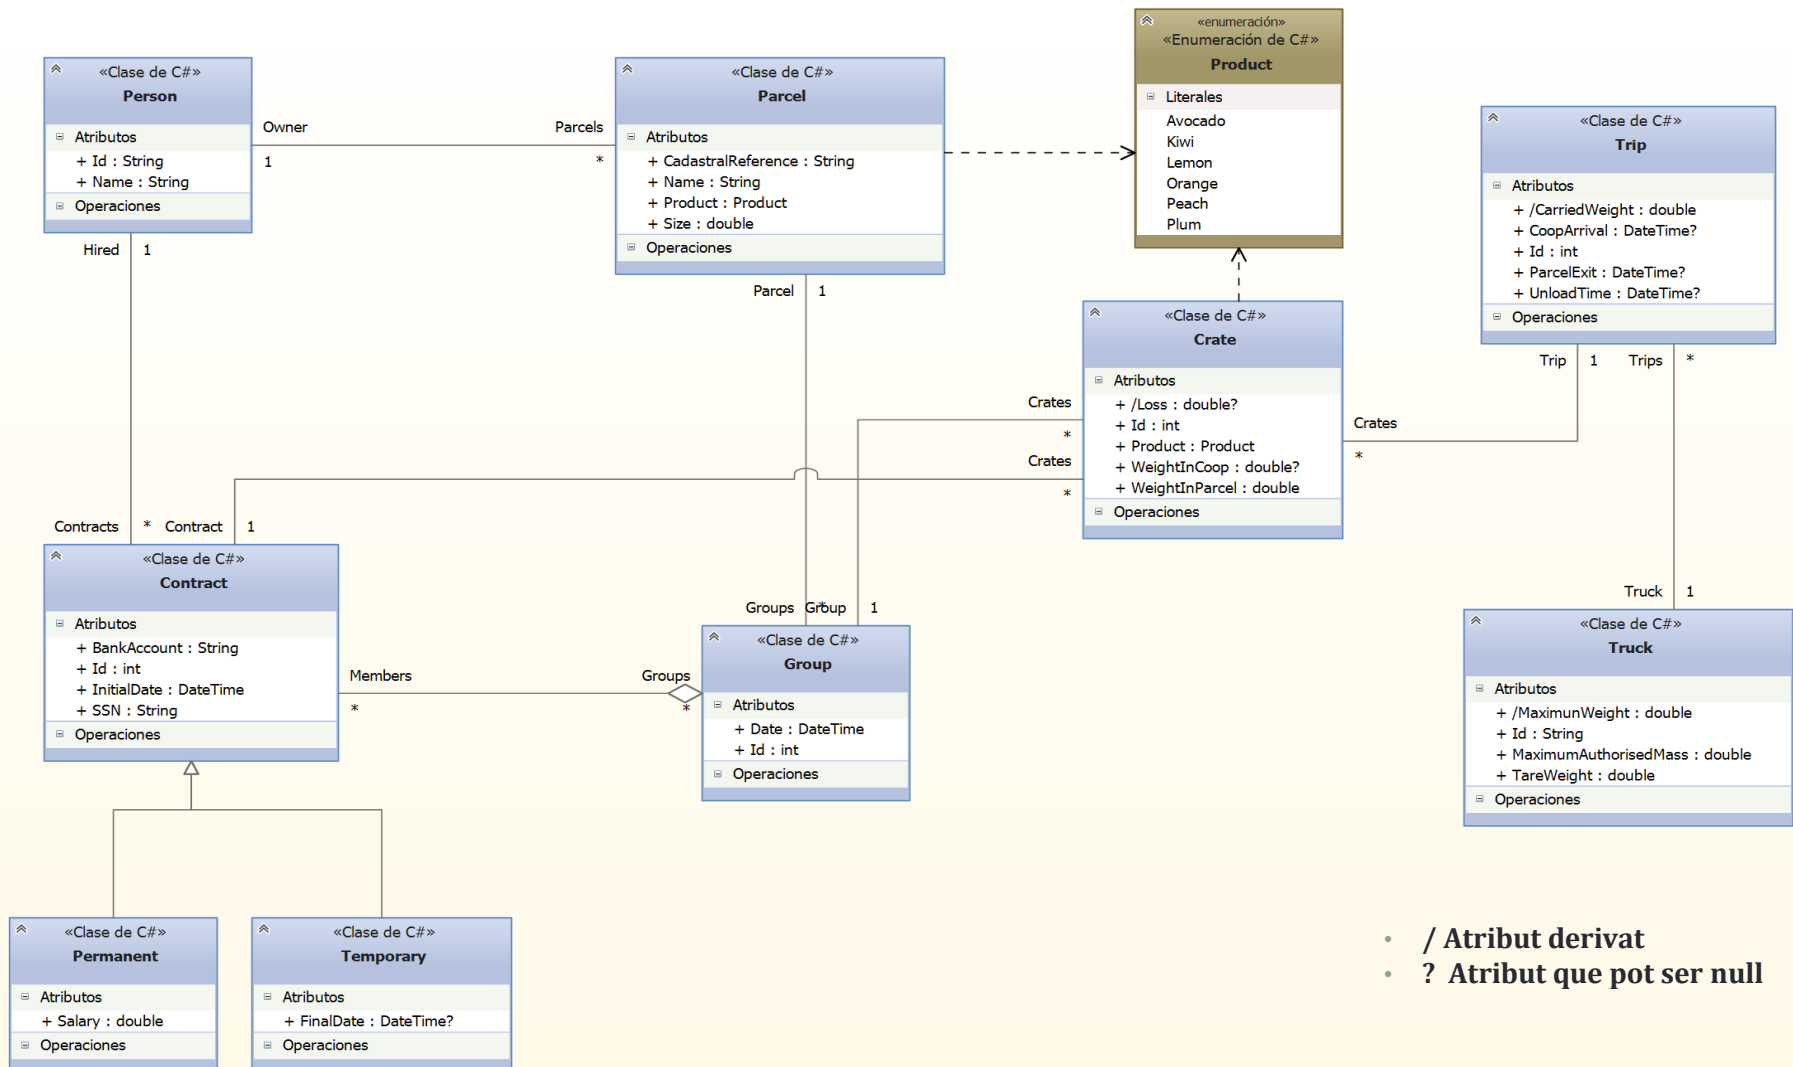 «Clase de C#»
Person
Atributos
+ Id : String
+ Name : String
Operaciones
Owner
1
Parcels
*
«Clase de C#»
Parcel
Atributos
+ CadastralReference : String
+ Name : String
+ Product : Product
+ Size : double
Operaciones
«enumeración»
«Enumeración de C#»
Product
Literales
Avocado
Kiwi
Lemon
Orange
Peach
Plum
«Clase de C#»
Trip
Atributos
+ /CarriedWeight : double
+ CoopArrival : DateTime?
+ Id : int
+ ParcelExit : DateTime?
+ UnloadTime : DateTime?
Operaciones
Hired 1
Parcel 1
Trip 1 Trips *
«Clase de C#»
Crate
Atributos
+ /Loss : double?
+ Id : int
+ Product : Product
+ WeightInCoop : double?
+ WeightInParcel : double
Operaciones
Crates
*
Crates
*
Crates
*
Contracts * Contract 1
«Clase de C#»
Contract
Atributos
+ BankAccount : String
+ Id : int
+ InitialDate : DateTime
+ SSN : String
Operaciones
Members
*
Groups
*
Groups * Group 1
«Clase de C#»
Group
Atributos
+ Date : DateTime
+ Id : int
Operaciones
Truck 1
«Clase de C#»
Truck
Atributos
+ /MaximunWeight : double
+ Id : String
+ MaximumAuthorisedMass : double
+ TareWeight : double
Operaciones
«Clase de C#»
Permanent
Atributos
+ Salary : double
Operaciones
«Clase de C#»
Temporary
Atributos
+ FinalDate : DateTime?
Operaciones
• / Atribut derivat
• ? Atribut que pot ser null